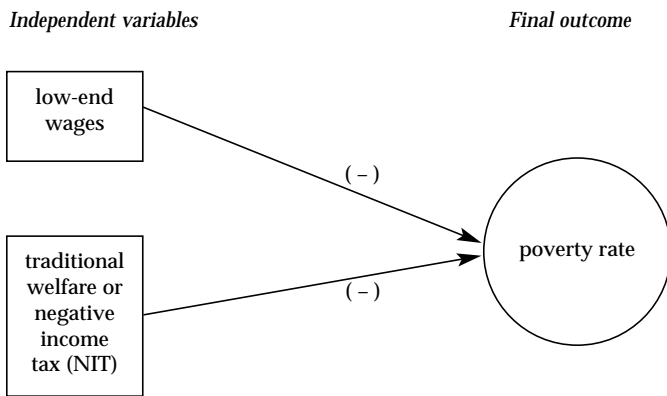 Independent variables
Final outcome
low-end
wages
( – )
poverty rate
traditional
welfare or
negative
income
tax (NIT)
( – )